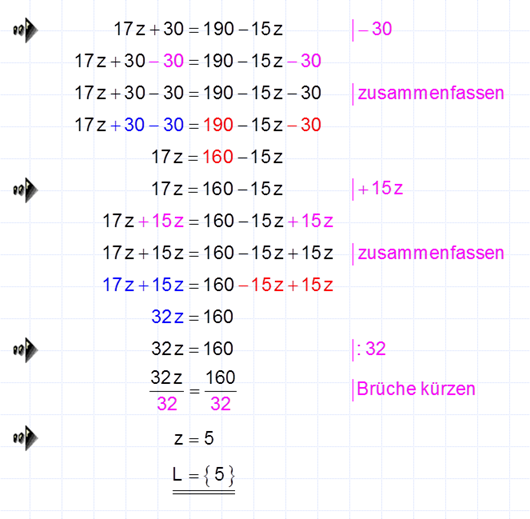 17z + 30 = 190 − 15z |− 30
17z + 30 − 30 = 190 − 15z − 30
17z + 30 − 30 = 190 − 15z − 30 |zusammenfassen
17z + 30 − 30 = 190 − 15z − 30
17z = 160 − 15z
17z = 160 − 15z |+ 15z
17z + 15z = 160 − 15z + 15z
17z + 15z = 160 − 15z + 15z |zusammenfassen
17z + 15z = 160 − 15z + 15z
32z = 160
32z = 160 |: 32
32z/32 = 160/32 |Brüche kürzen
z = 5
L = {5}